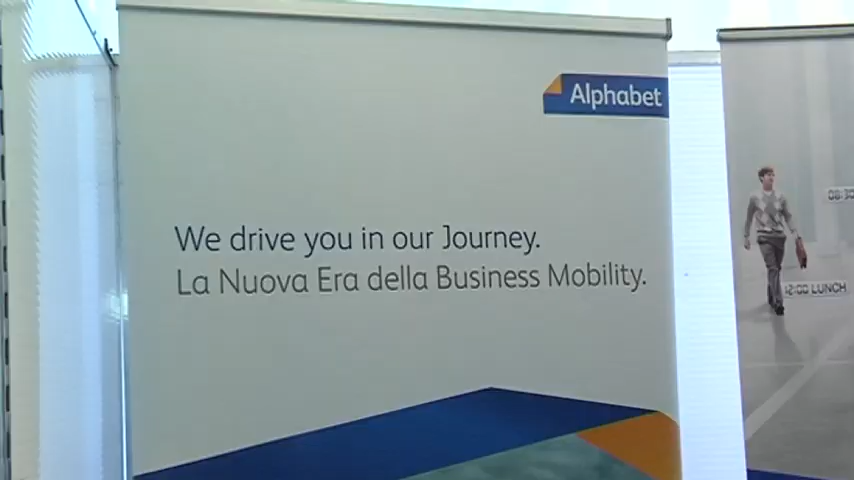 Alphabet
We drive you in our Journey.
La Nuova Era della Business Mobility.
08:30
12:00 LUNCH